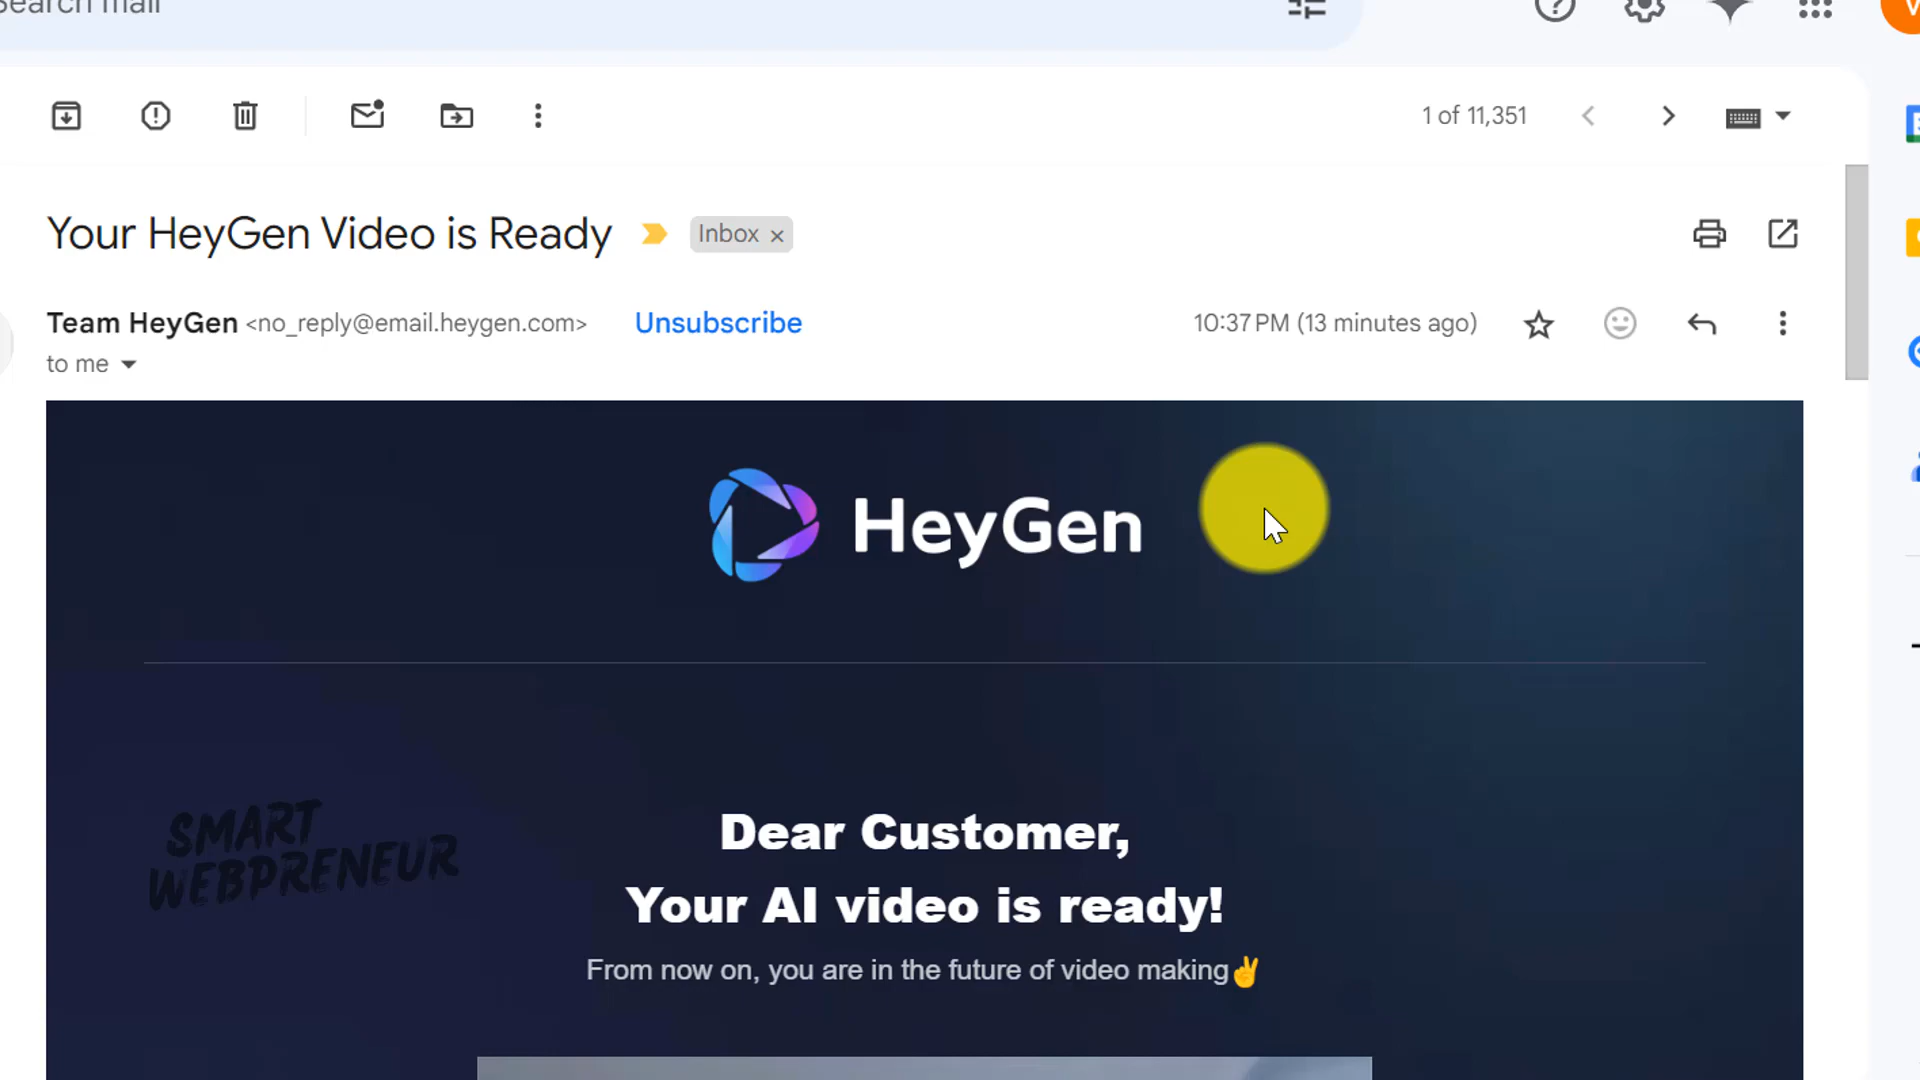 Search mail
1 of 11,351
Your HeyGen Video is Ready
Inbox ×
Team HeyGen <no_reply@email.heygen.com> Unsubscribe 10:37 PM (13 minutes ago)
to me
HeyGen
SMART
WEBPRENEUR
Dear Customer,
Your AI video is ready!
From now on, you are in the future of video making✌